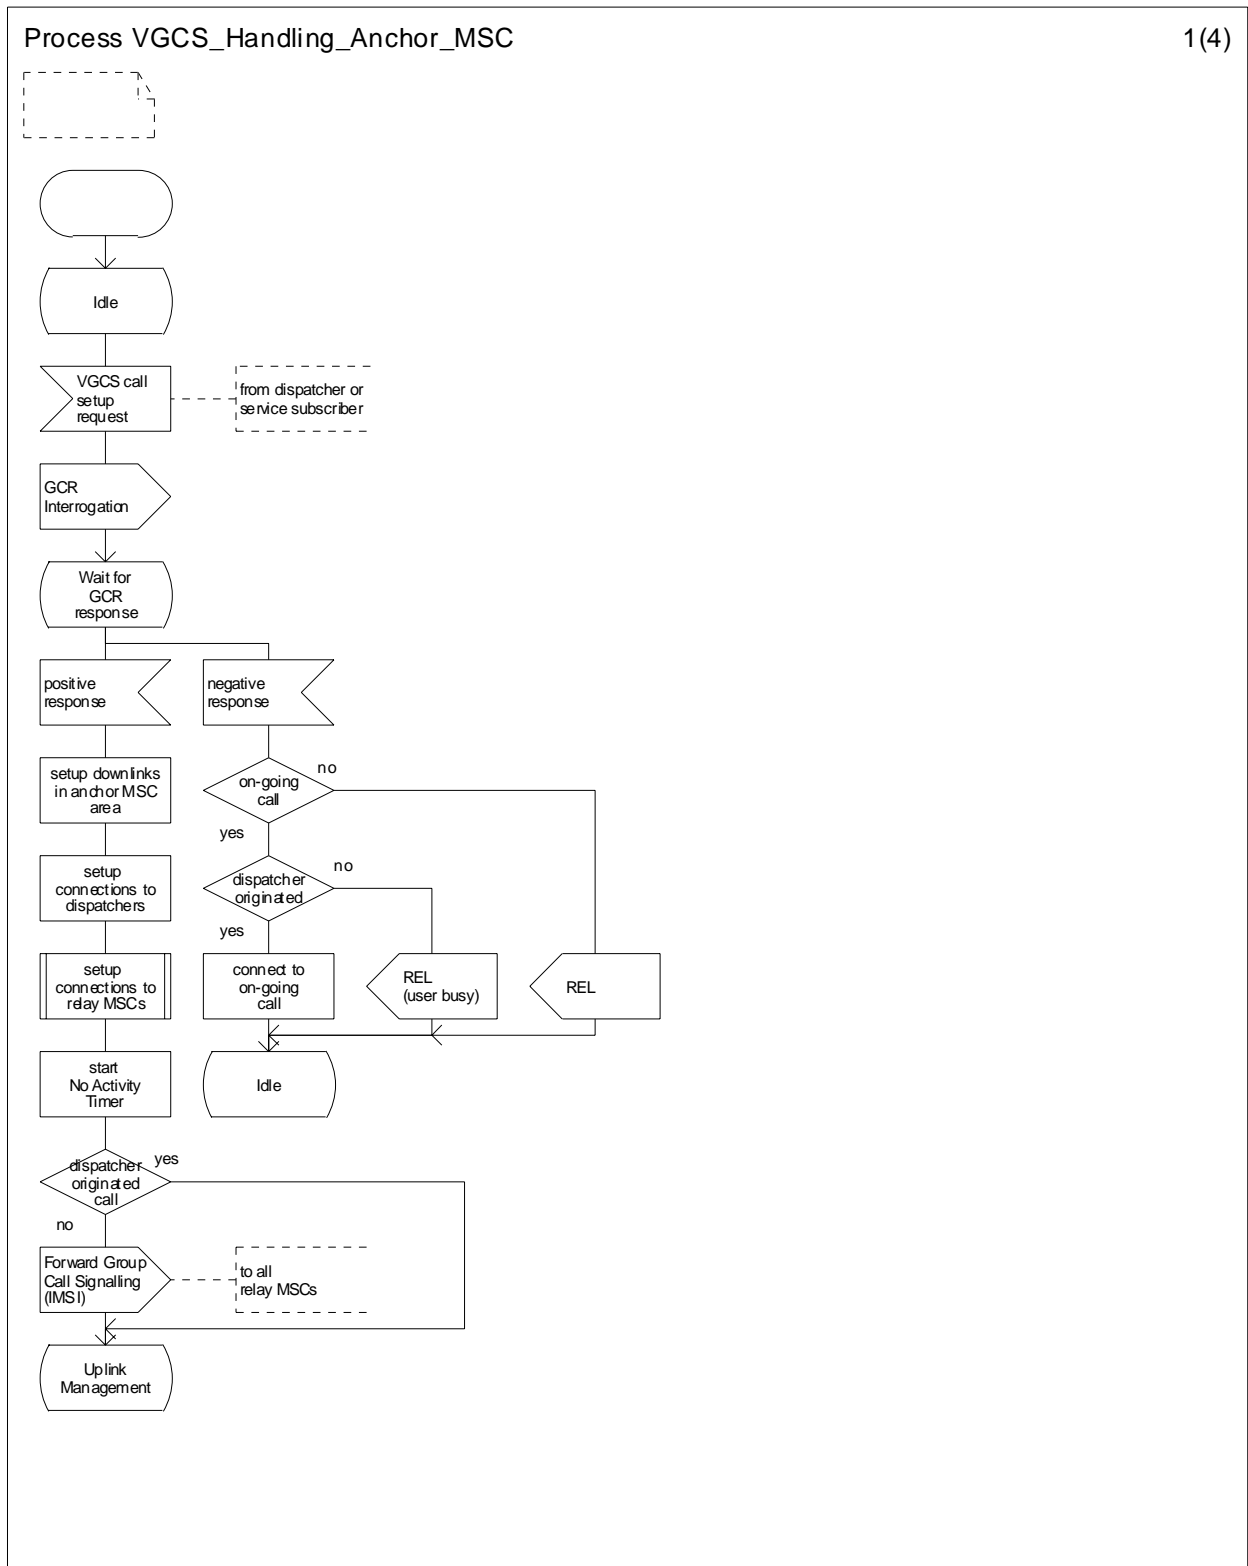 Process VGCS_Handling_Anchor_MSC
1(4)
Idle
VGCS call
setup
request
from dispatcher or
service subscriber
GCR
Interrogation
Wait for
GCR
response
positive
response
negative
response
setup downlinks
in anchor MSC
area
on-going
call
no
yes
setup
connections to
dispatchers
dispatcher
originated
no
yes
setup
connections to
relay MSCs
connect to
on-going
call
REL
(user busy)
REL
start
No Activity
Timer
Idle
dispatcher
originated
call
yes
no
Forward Group
Call Signalling
(IMSI)
to all
relay MSCs
Uplink
Management